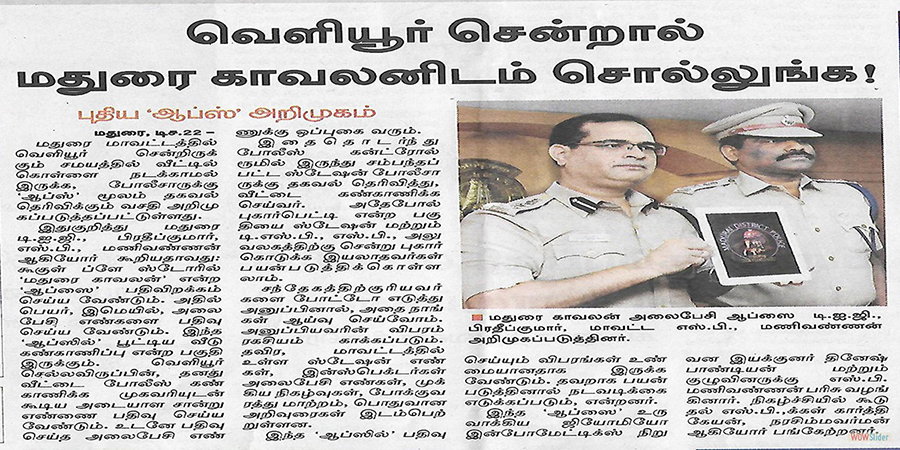 வெளியூர் சென்றால்
மதுரை காவலனிடம் சொல்லுங்க!
புதிய ‘ஆப்ஸ்’ அறிமுகம்
மதுரை, டிச.22 –
மதுரை மாவட்டத்தில்
வெளியூர் சென்றிருக்
கும் சமயத்தில் வீட்டில்
கொள்ளை நடக்காமல்
இருக்க, போலீசாருக்கு
‘ஆப்ஸ்’ மூலம் தகவல்
தெரிவிக்கும் வசதி அறிமு
கப்படுத்தப்பட்டுள்ளது.
இதுகுறித்து மதுரை
டி.ஐ.ஜி., பிரதீப்குமார்,
எஸ்.பி., மணிவண்ணன்
ஆகியோர் கூறியதாவது:
கூகுள் ப்ளே ஸ்டோரில்
‘மதுரை காவலன்’ என்ற
‘ஆப்ஸை’ பதிவிறக்கம்
செய்ய வேண்டும். அதில்
பெயர், இமெயில், அலை
பேசி எண்களை பதிவு
செய்ய வேண்டும். இந்த
‘ஆப்ஸில்’ பூட்டிய வீடு
கண்காணிப்பு என்ற பகுதி
இருக்கும். வெளியூர்
செல்லவிருப்பின், தனது
வீட்டை போலீஸ் கண்
காணிக்க முகவரியுடன்
கூடிய அடையாள சான்று
எண்ணை பதிவு செய்ய
வேண்டும். உடனே பதிவு
செய்த அலைபேசி எண்
ணுக்கு ஒப்புகை வரும்.
இதைதொடர்ந்து
போலீஸ் கன்ட்ரோல்
ரூமில் இருந்து சம்பந்தப்
பட்ட ஸ்டேஷன் போலீசா
ருக்கு தகவல் தெரிவித்து,
வீட்டை கண்காணிக்க
செய்வர். அதேபோல்
புகார்பெட்டி என்ற பகு
தியை ஸ்டேஷன் மற்றும்
டி.எஸ்.பி., எஸ்.பி., அலு
வலகத்திற்கு சென்று புகார்
கொடுக்க இயலாதவர்கள்
பயன்படுத்திக்கொள்ள
லாம்.
சந்தேகத்திற்குரியவர்
களை போட்டோ எடுத்து
அனுப்பினால், அதை நாங்
கள் ஆய்வு செய்வோம்.
அனுப்பியவரின் விபரம்
ரகசியம் காக்கப்படும்.
தவிர, மாவட்டத்தில்
உள்ள ஸ்டேஷன் எண்
கள், இன்ஸ்பெக்டர்கள்
அலைபேசி எண்கள், முக்
கிய நிகழ்வுகள், போக்குவ
ரத்து மாற்றம், பொதுவான
அறிவுரைகள் இடம்பெற்
றுள்ளன.
இந்த ‘ஆப்ஸில்’ பதிவு
MADURAI DISTRICT POLICE
மதுரை காவலன் அலைபேசி ஆப்ஸை டி.ஐ.ஜி.,
பிரதீப்குமார், மாவட்ட எஸ்.பி., மணிவண்ணன்
அறிமுகப்படுத்தினர்.
செய்யும் விபரங்கள் உண்
மையானதாக இருக்க
வேண்டும். தவறாக பயன்
படுத்தினால் நடவடிக்கை
எடுக்கப்படும், என்றனர்.
இந்த ‘ஆப்ஸை’ உரு
வாக்கிய ஜியோமியோ
இன்போமேட்டிக்ஸ் நிறு
வன இயக்குனர் தினேஷ்
பாண்டியன் மற்றும்
குழுவினருக்கு எஸ்.பி.
மணிவண்ணன் பரிசு வழங்
கினார். நிகழ்ச்சியில் கூடு
தல் எஸ்.பி.,க்கள் கார்த்தி
கேயன், நரசிம்மவர்மன்
ஆகியோர் பங்கேற்றனர்.
WOWSlider